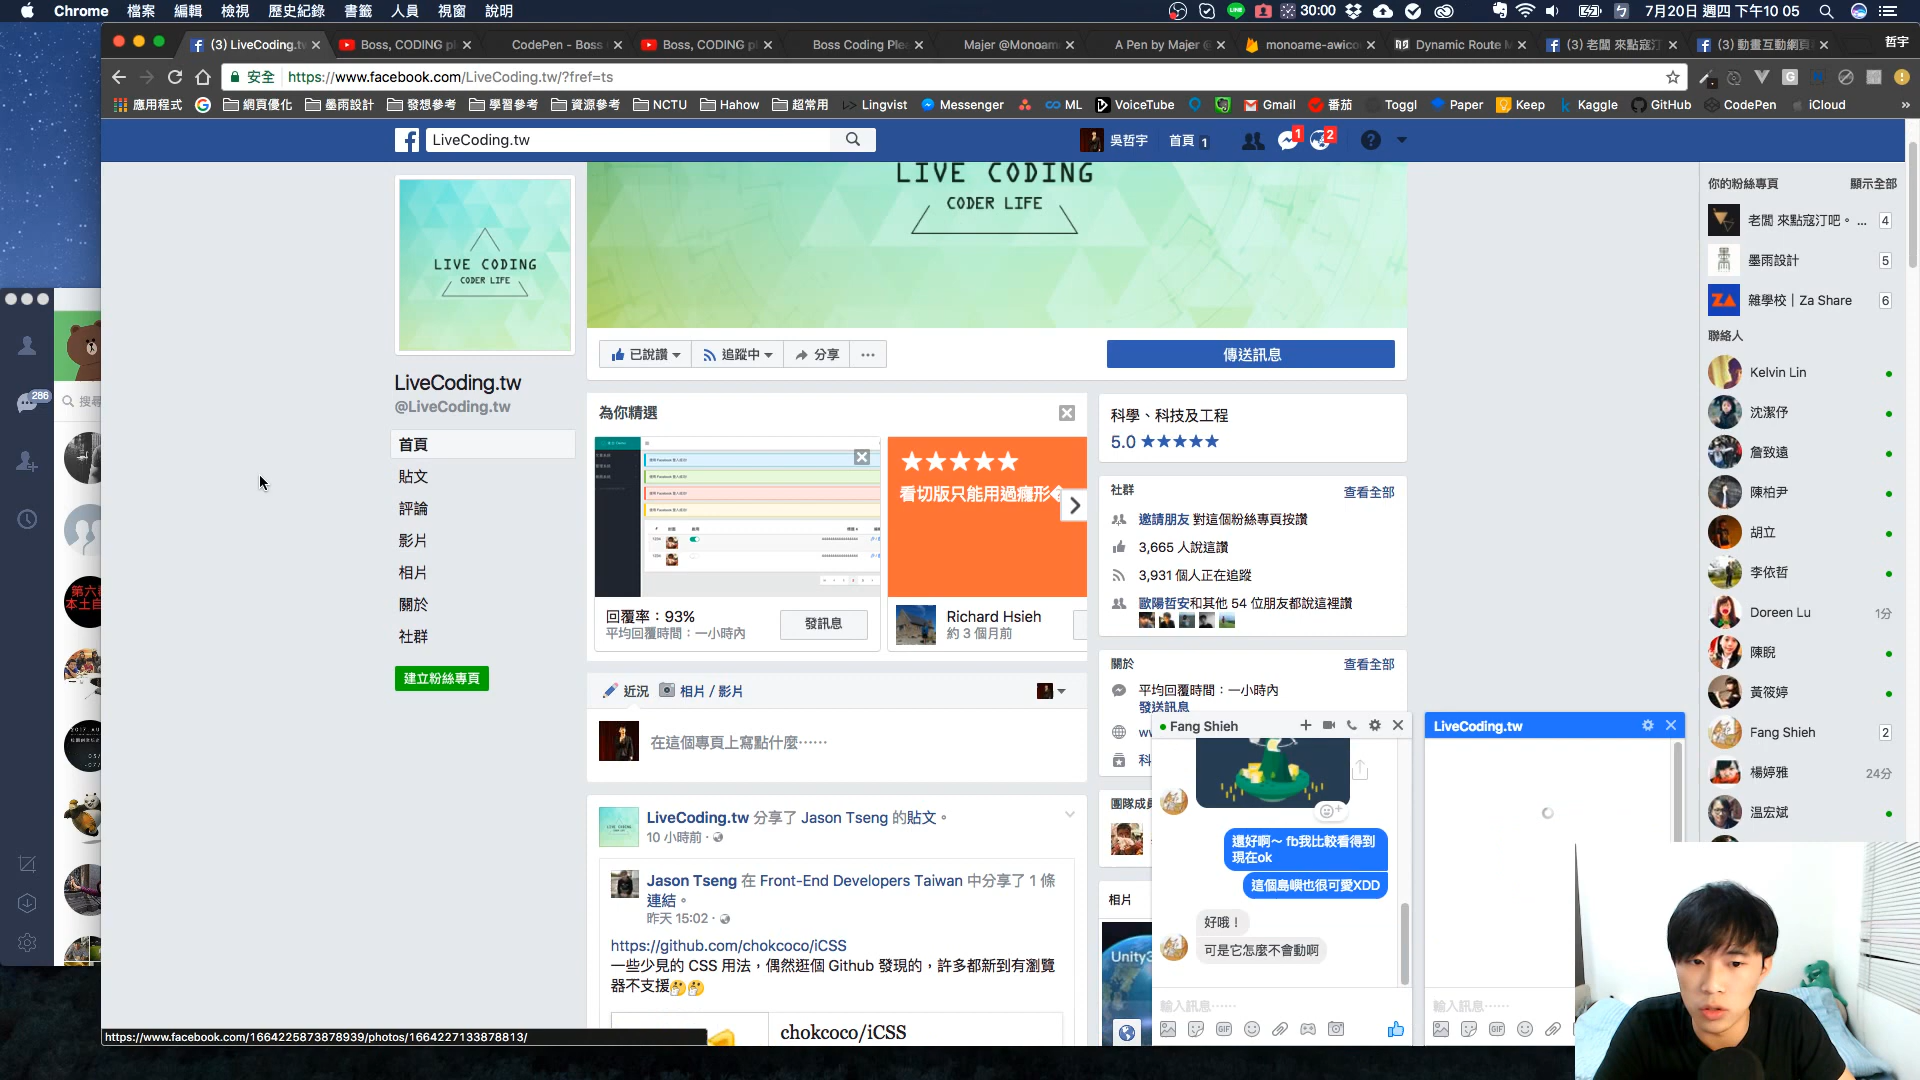 Chrome 檔案 編輯 檢視 歷史紀錄 書籤 人員 視窗 說明
30:00 7月20日 週四 下午10 05
(3) LiveCoding.tw
Boss, CODING pl
CodePen - Boss
Boss, CODING pl
Boss Coding Plea
Majer @Monoam
A Pen by Majer @
monoame-awico
Dynamic Route M
(3) 老闆 來點寇汀
(3) 動畫互動網頁
哲宇
安全 https://www.facebook.com/LiveCoding.tw/?fref=ts
應用程式 網頁優化 墨雨設計 發想參考 學習參考 資源參考 NCTU Hahow 超常用 Lingvist Messenger ML VoiceTube Gmail 番茄 Toggl Paper Keep Kaggle GitHub CodePen iCloud »
LiveCoding.tw
吳哲宇 首頁 1
1
2
LIVE CODING
CODER LIFE
LIVE CODING
CODER LIFE
已說讚 追蹤中 分享 ···
傳送訊息
LiveCoding.tw
@LiveCoding.tw
首頁
貼文
評論
影片
相片
關於
社群
建立粉絲專頁
286
搜尋
為你精選
回覆率：93%
平均回覆時間：一小時內
發訊息
看切版只能用過癮形
Richard Hsieh
約 3 個月前
近況 相片 / 影片
在這個專頁上寫點什麼……
LiveCoding.tw 分享了 Jason Tseng 的貼文。
10 小時前 ·
Jason Tseng 在 Front-End Developers Taiwan 中分享了 1 條
連結。
昨天 15:02 ·
https://github.com/chokcoco/iCSS
一些少見的 CSS 用法，偶然逛個 Github 發現的，許多都新到有瀏覽
器不支援
chokcoco/iCSS
科學、科技及工程
5.0
社群 查看全部
邀請朋友 對這個粉絲專頁按讚
3,665 人說這讚
3,931 個人正在追蹤
歐陽哲安和其他 54 位朋友都說這裡讚
關於 查看全部
平均回覆時間：一小時內
發送訊息
科
團隊成員
相片
Unity3
Fang Shieh
還好啊～ fb我比較看得到
現在ok
這個島嶼也很可愛XDD
好哦！
可是它怎麼不會動啊
輸入訊息……
LiveCoding.tw
輸入訊息……
你的粉絲專頁 顯示全部
老闆 來點寇汀吧。 ... 4
墨雨設計 5
雜學校｜Za Share 6
聯絡人
Kelvin Lin
沈潔伃
詹致遠
陳柏尹
胡立
李依哲
Doreen Lu 1分
陳睨
黃筱婷
Fang Shieh 2
楊婷雅 24分
温宏斌
https://www.facebook.com/1664225873878939/photos/1664227133878813/